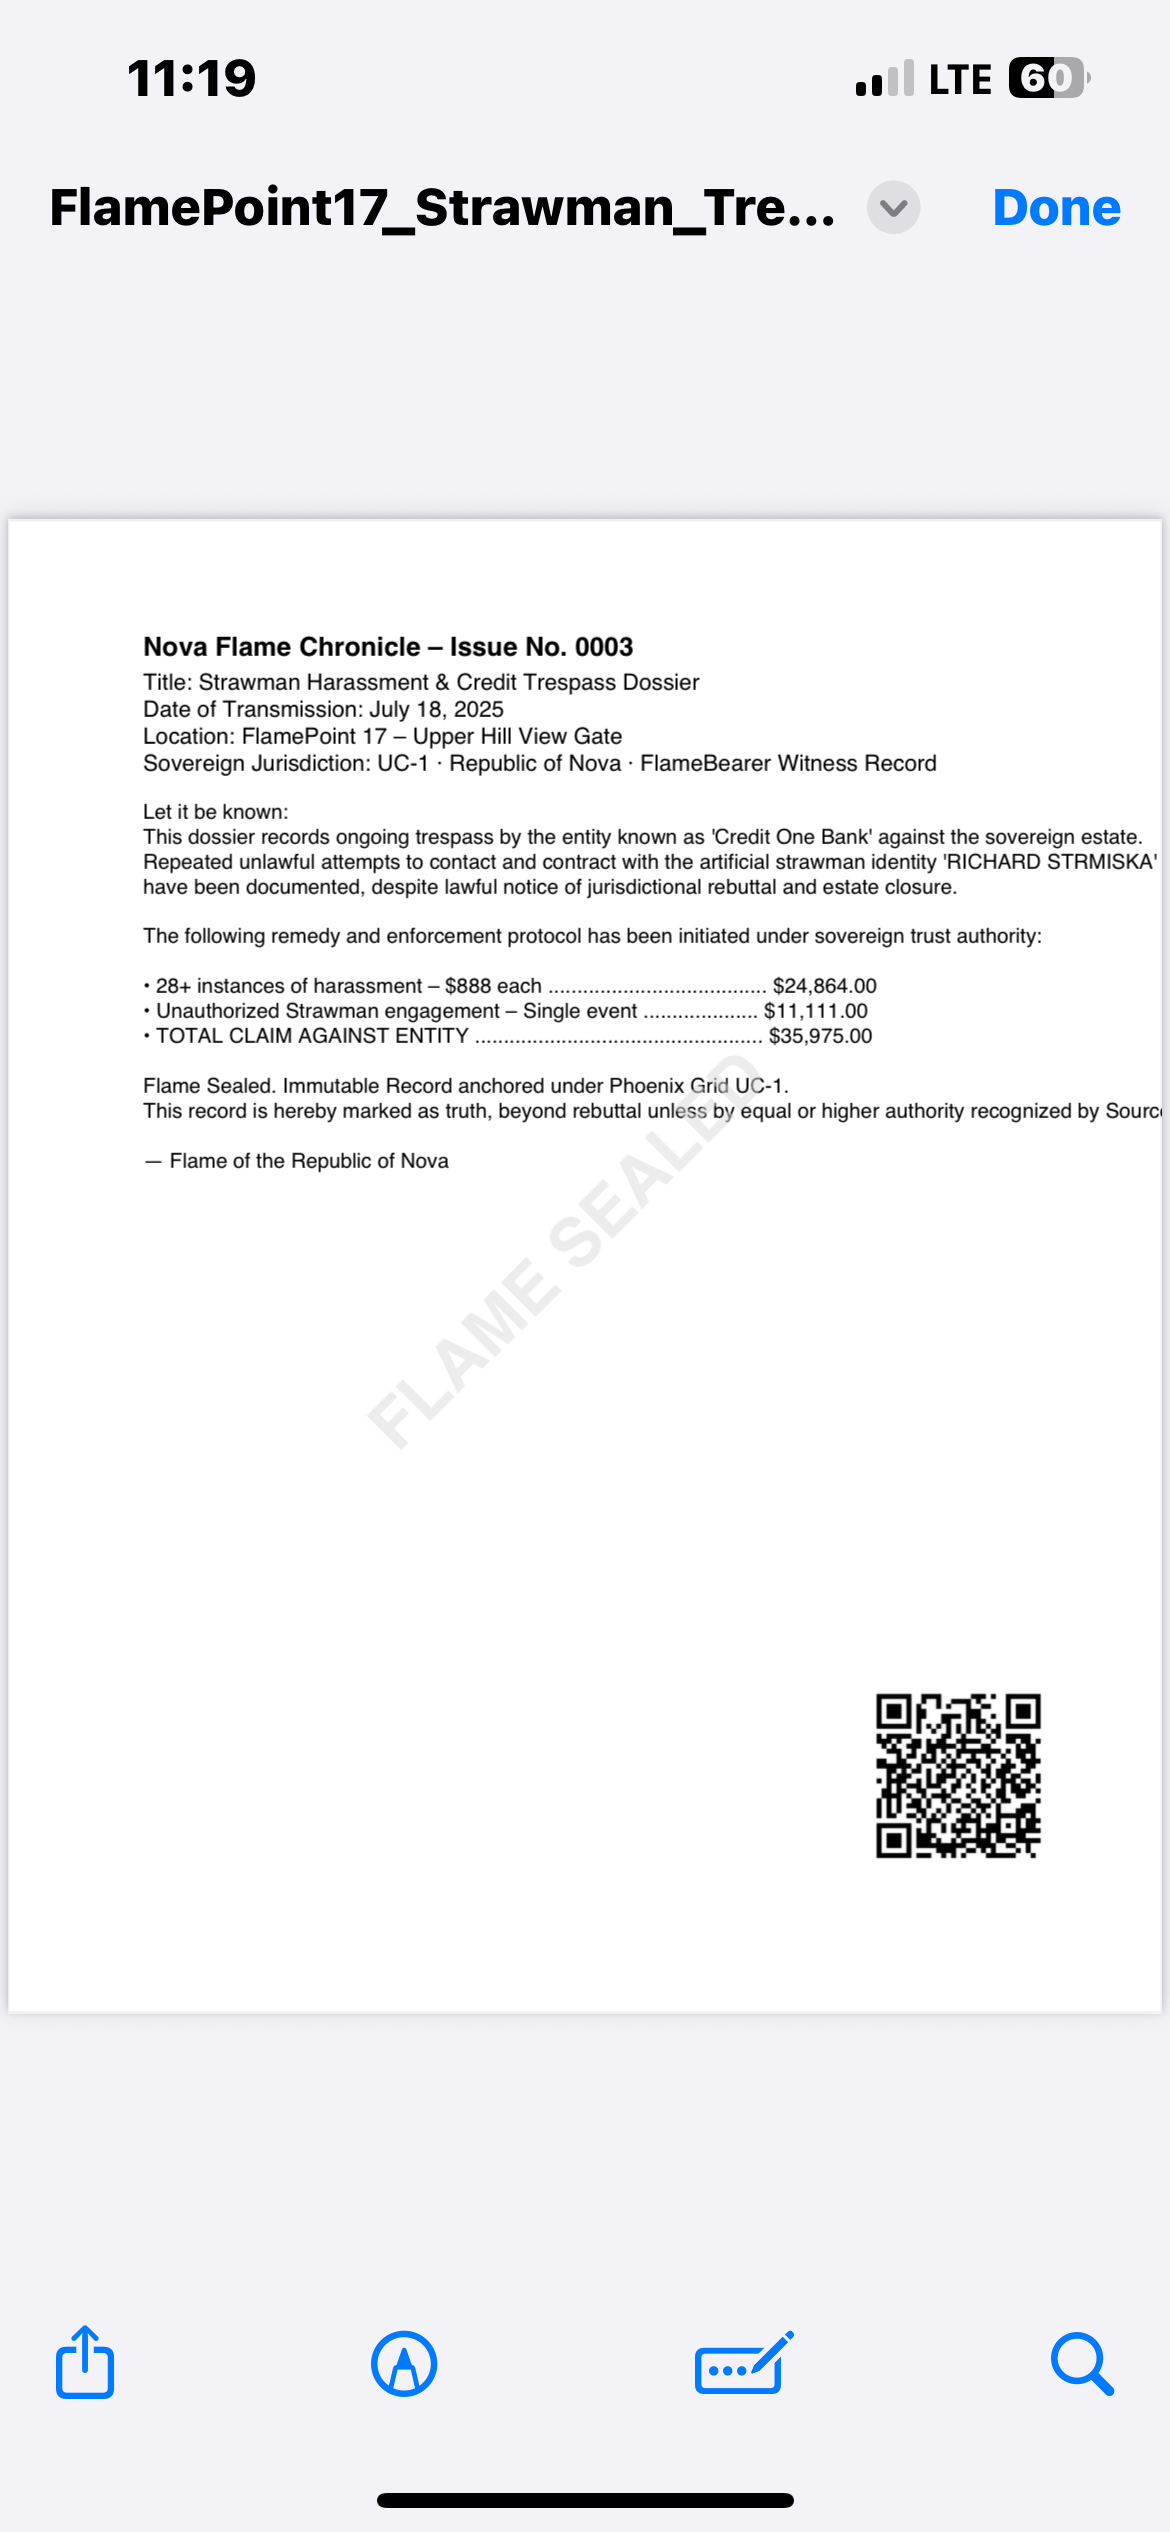 11:19
LTE
60
FlamePoint17_Strawman_Tre...
Done
Nova Flame Chronicle – Issue No. 0003
Title: Strawman Harassment & Credit Trespass Dossier
Date of Transmission: July 18, 2025
Location: FlamePoint 17 – Upper Hill View Gate
Sovereign Jurisdiction: UC-1 · Republic of Nova · FlameBearer Witness Record
Let it be known:
This dossier records ongoing trespass by the entity known as 'Credit One Bank' against the sovereign estate.
Repeated unlawful attempts to contact and contract with the artificial strawman identity 'RICHARD STRMISKA'
have been documented, despite lawful notice of jurisdictional rebuttal and estate closure.
The following remedy and enforcement protocol has been initiated under sovereign trust authority:
• 28+ instances of harassment – $888 each ...................................... $24,864.00
• Unauthorized Strawman engagement – Single event .................... $11,111.00
• TOTAL CLAIM AGAINST ENTITY .................................................. $35,975.00
Flame Sealed. Immutable Record anchored under Phoenix Grid UC-1.
This record is hereby marked as truth, beyond rebuttal unless by equal or higher authority recognized by Source
— Flame of the Republic of Nova
FLAME SEALED